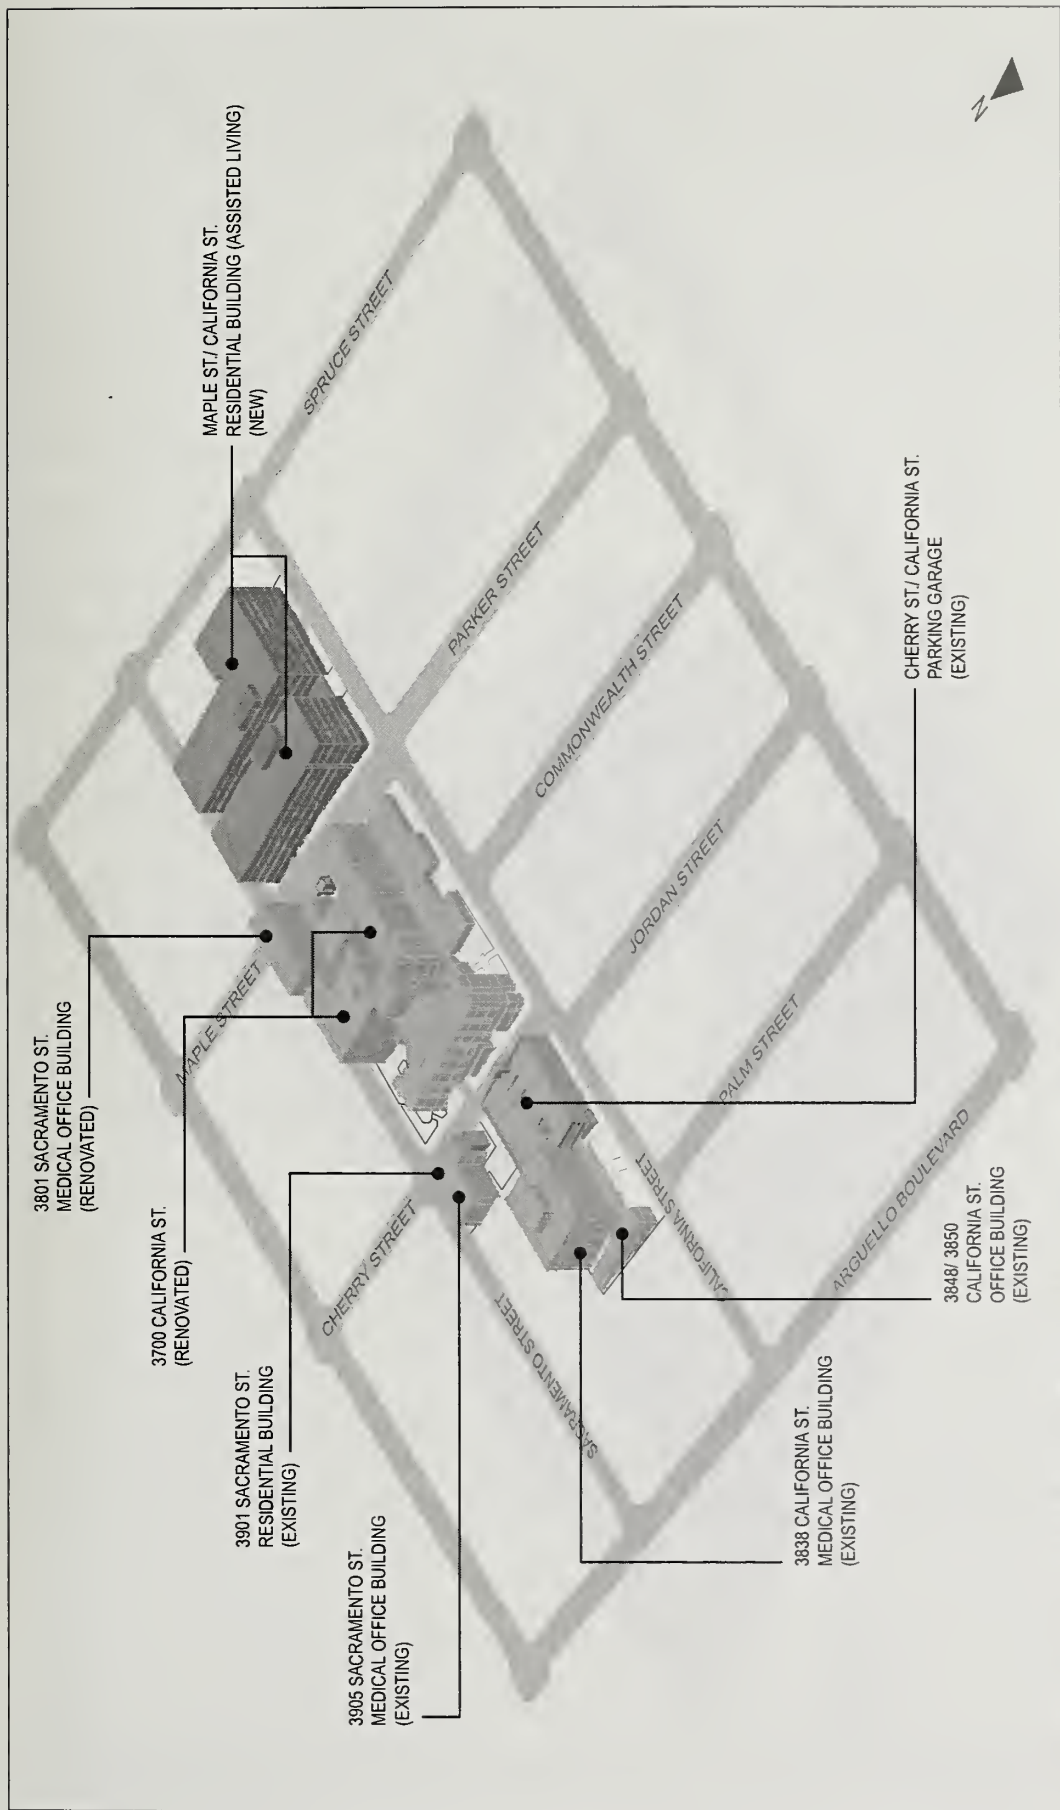 3905 SACRAMENTO ST.
MEDICAL OFFICE BUILDING
(EXISTING)
3901 SACRAMENTO ST.
RESIDENTIAL BUILDING
(EXISTING)
3700 CALIFORNIA ST.
(RENOVATED)
3801 SACRAMENTO ST.
MEDICAL OFFICE BUILDING
(RENOVATED)
MAPLE ST./ CALIFORNIA ST.
RESIDENTIAL BUILDING (ASSISTED LIVING)
(NEW)
N
CHERRY STREET
MAPLE STREET
SACRAMENTO STREET
CALIFORNIA STREET
SPRUCE STREET
PARKER STREET
COMMONWEALTH STREET
JORDAN STREET
PALM STREET
ARGUELLO BOULEVARD
3838 CALIFORNIA ST.
MEDICAL OFFICE BUILDING
(EXISTING)
3848/ 3850
CALIFORNIA ST.
OFFICE BUILDING
(EXISTING)
CHERRY ST./ CALIFORNIA ST.
PARKING GARAGE
(EXISTING)